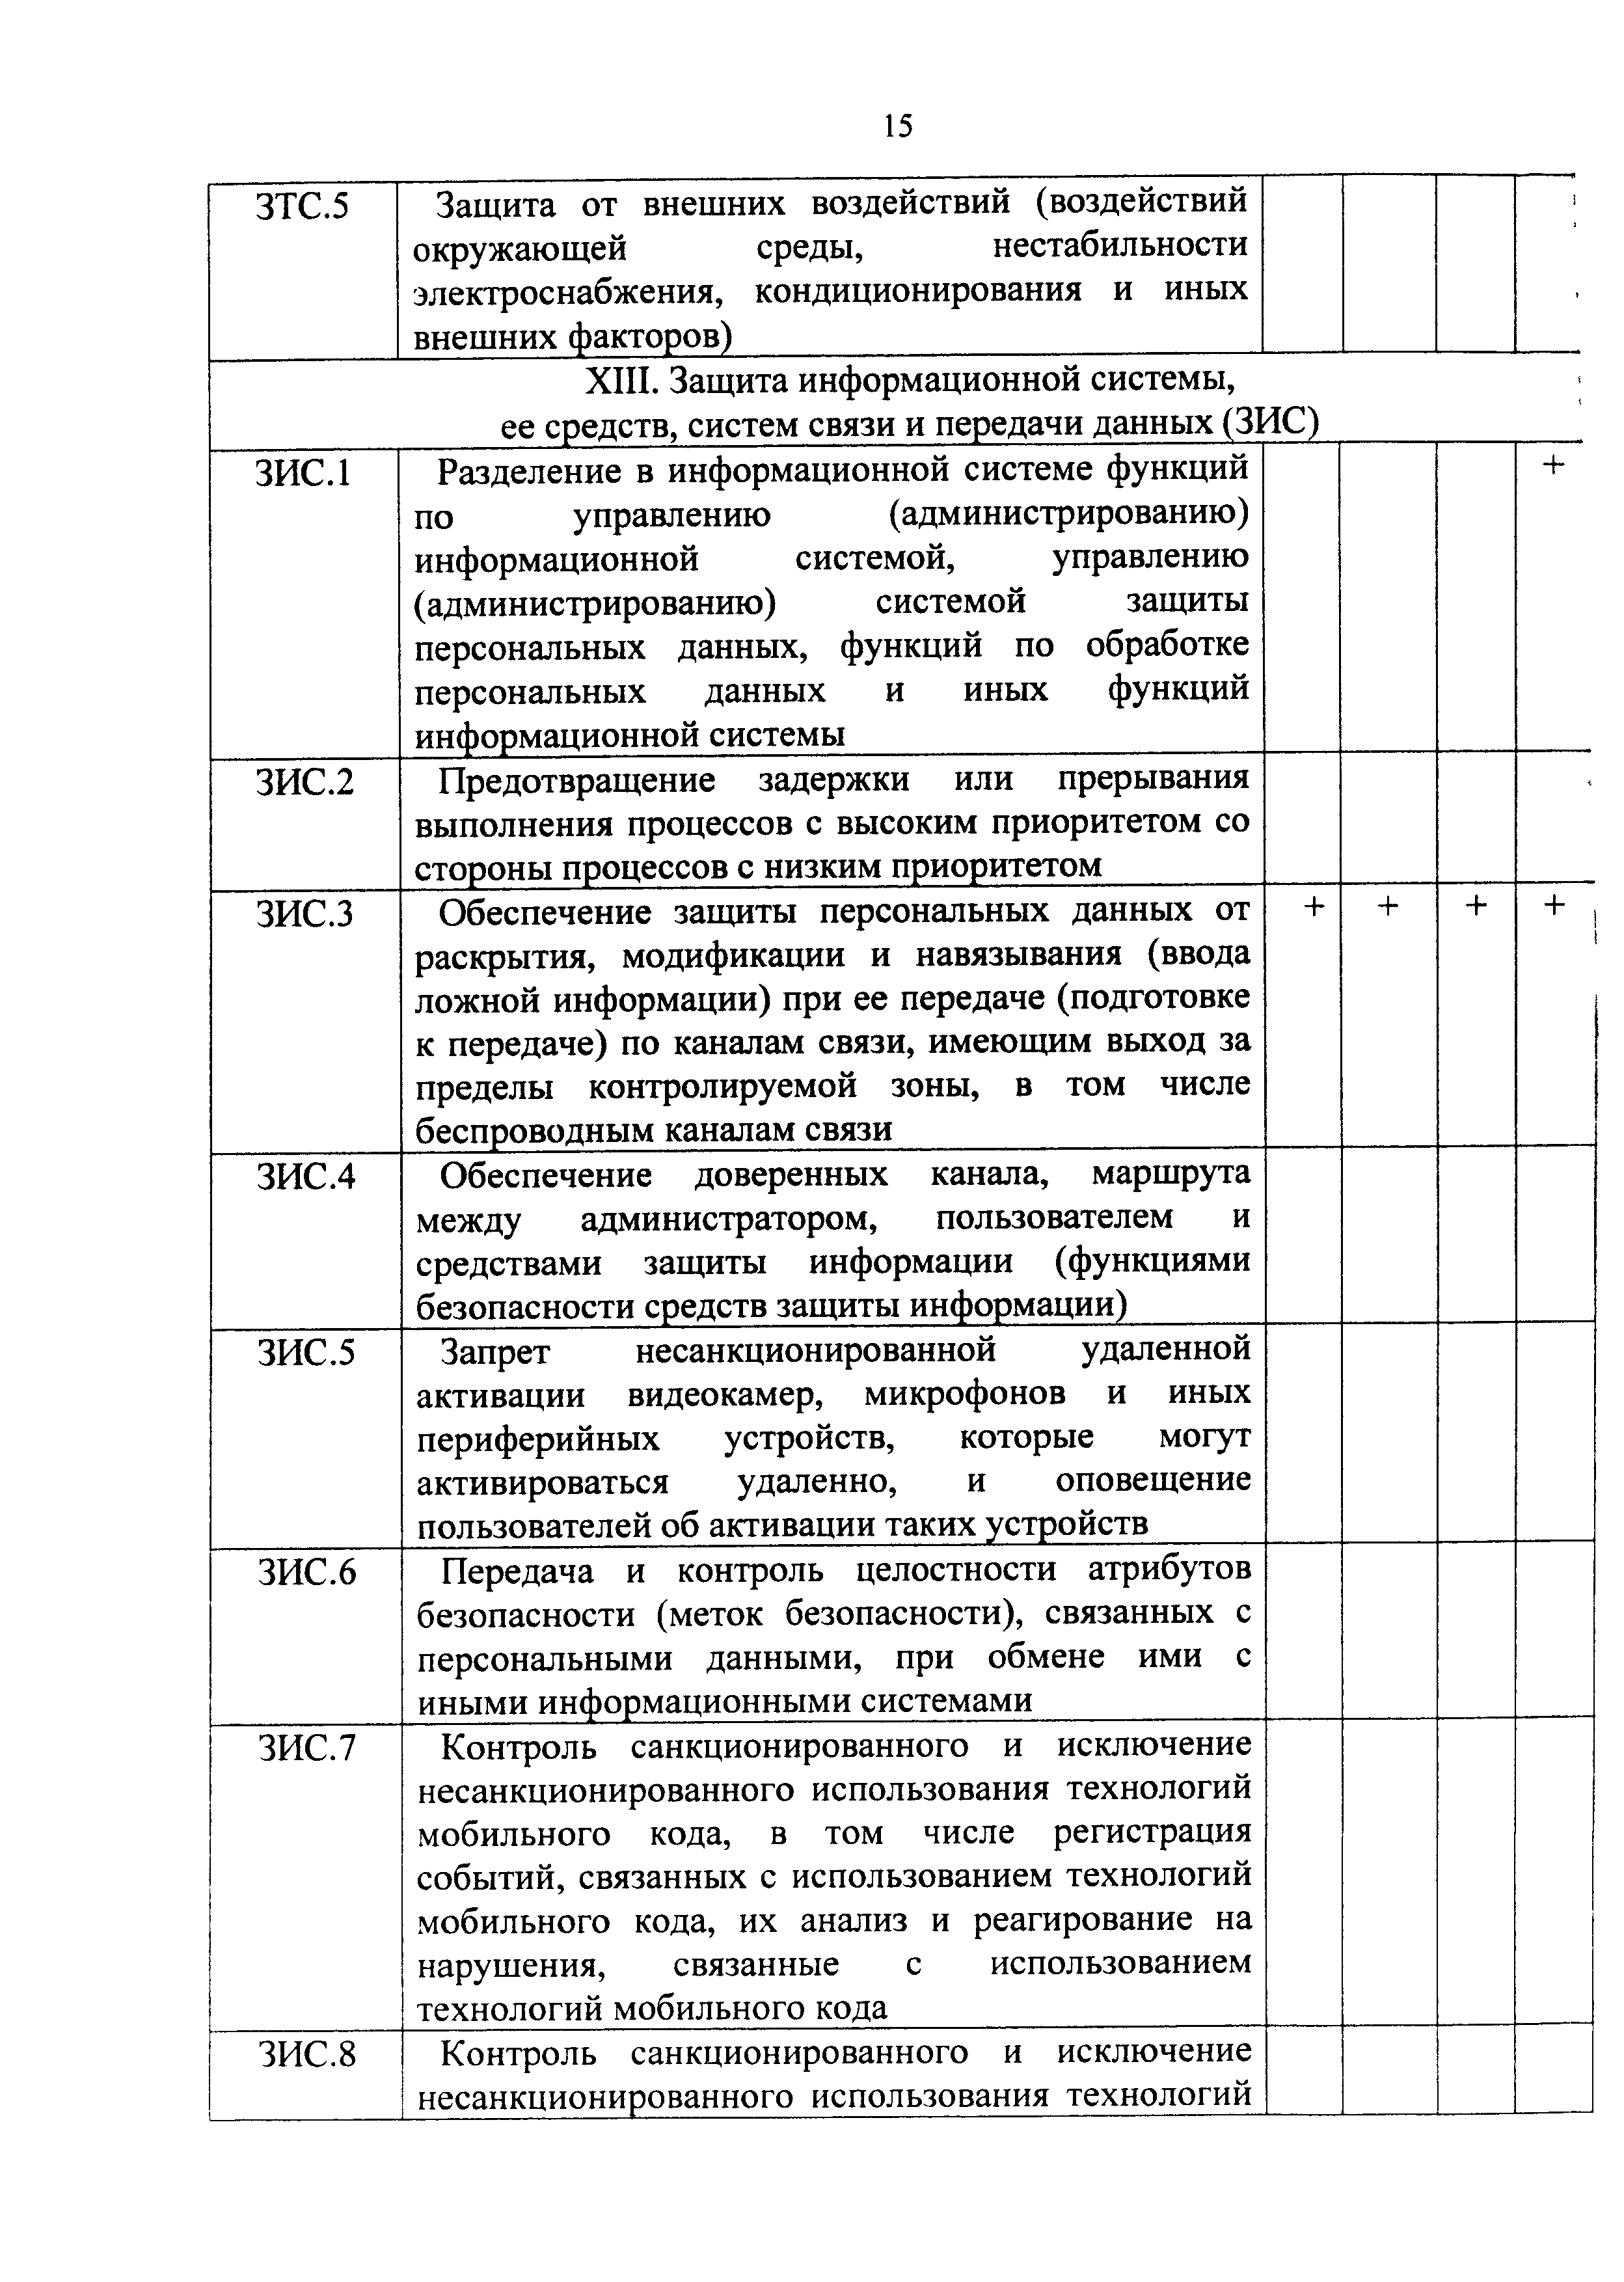 15
ЗТС.5 Защита от внешних воздействий (воздействий
окружающей среды, нестабильности
электроснабжения, кондиционирования и иных
внешних факторов)
XIII. Защита информационной системы,
ее средств, систем связи и передачи данных (ЗИС)
ЗИС.1 Разделение в информационной системе функций +
по управлению (администрированию)
информационной системой, управлению
(администрированию) системой защиты
персональных данных, функций по обработке
персональных данных и иных функций
информационной системы
ЗИС.2 Предотвращение задержки или прерывания
выполнения процессов с высоким приоритетом со
стороны процессов с низким приоритетом
ЗИС.3 Обеспечение защиты персональных данных от + + + +
раскрытия, модификации и навязывания (ввода
ложной информации) при ее передаче (подготовке
к передаче) по каналам связи, имеющим выход за
пределы контролируемой зоны, в том числе
беспроводным каналам связи
ЗИС.4 Обеспечение доверенных канала, маршрута
между администратором, пользователем и
средствами защиты информации (функциями
безопасности средств защиты информации)
ЗИС.5 Запрет несанкционированной удаленной
активации видеокамер, микрофонов и иных
периферийных устройств, которые могут
активироваться удаленно, и оповещение
пользователей об активации таких устройств
ЗИС.6 Передача и контроль целостности атрибутов
безопасности (меток безопасности), связанных с
персональными данными, при обмене ими с
иными информационными системами
ЗИС.7 Контроль санкционированного и исключение
несанкционированного использования технологий
мобильного кода, в том числе регистрация
событий, связанных с использованием технологий
мобильного кода, их анализ и реагирование на
нарушения, связанные с использованием
технологий мобильного кода
ЗИС.8 Контроль санкционированного и исключение
несанкционированного использования технологий